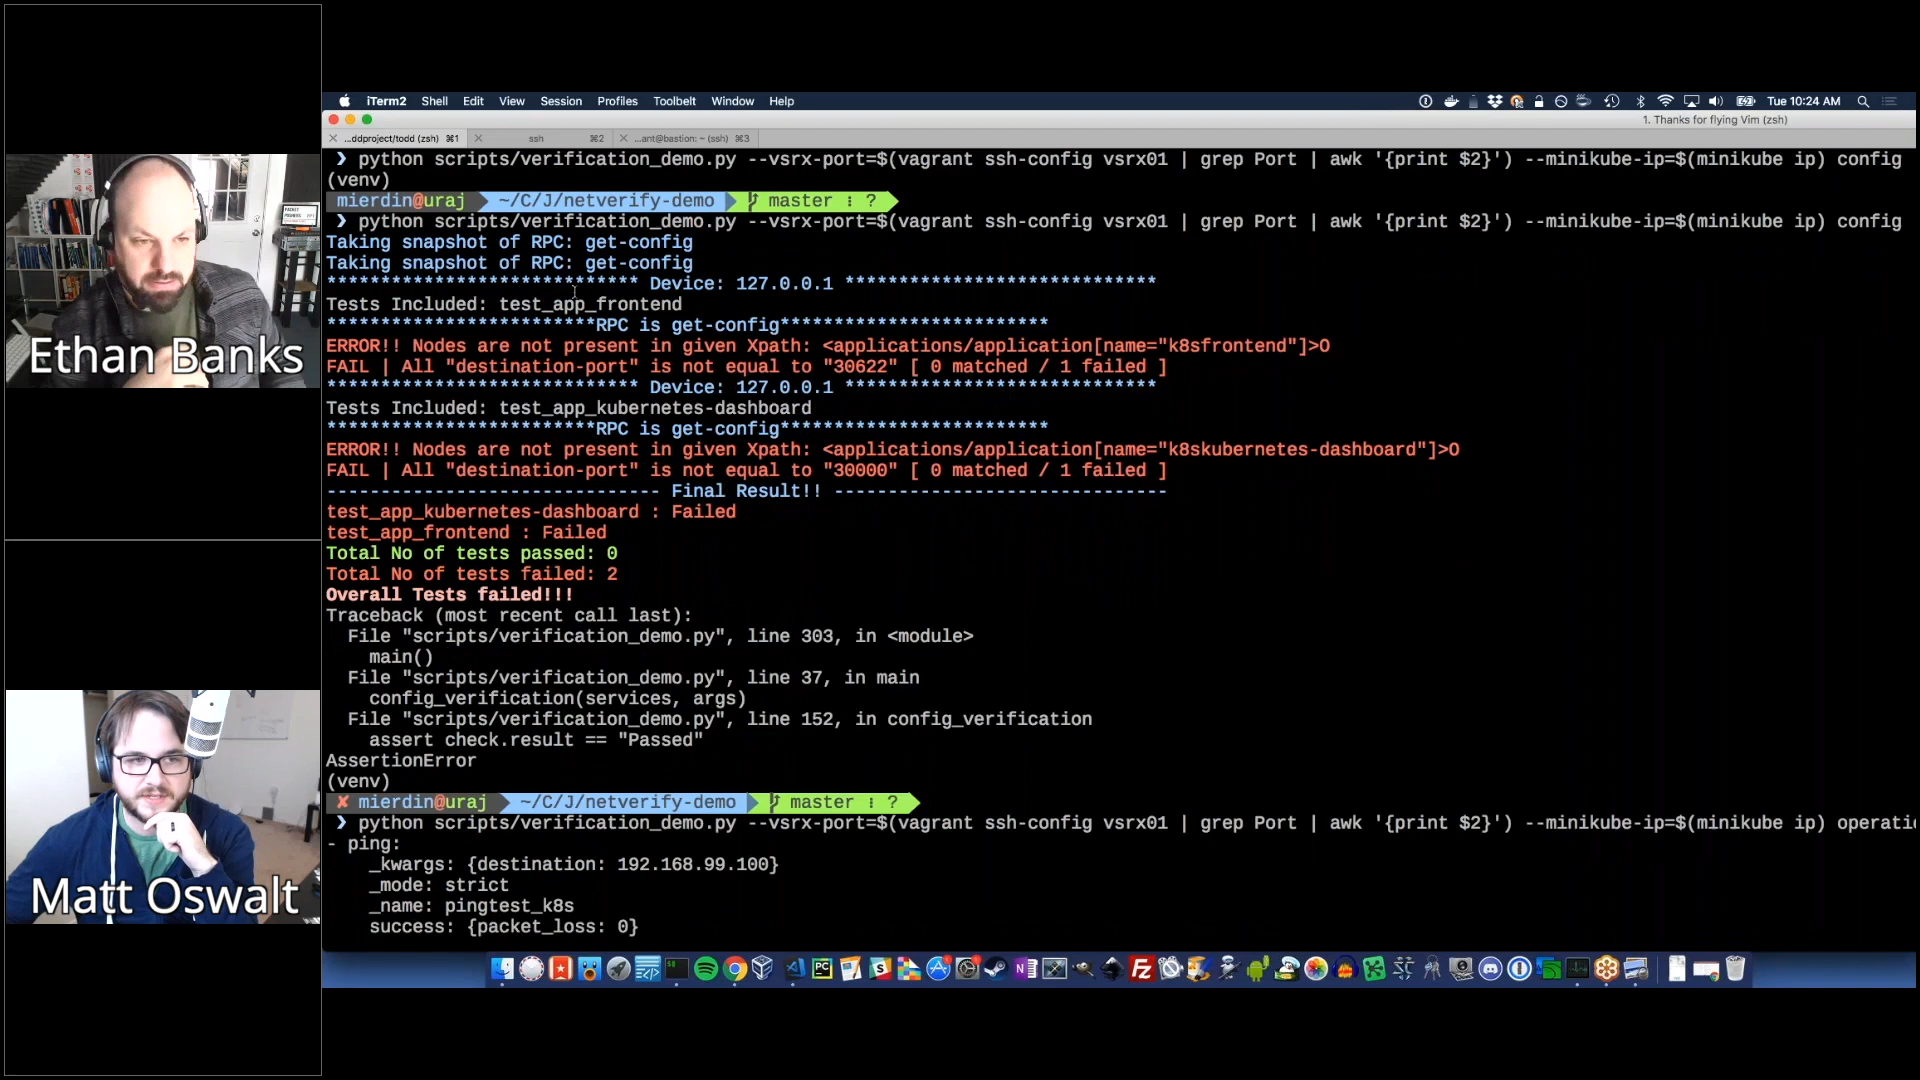 Ethan Banks
Matt Oswalt
iTerm2 Shell Edit View Session Profiles Toolbelt Window Help
Tue 10:24 AM
1. Thanks for flying Vim (zsh)
...ddproject/todd (zsh) ⌘1
ssh ⌘2
...ant@bastion: ~ (ssh) ⌘3
❯ python scripts/verification_demo.py --vsrx-port=$(vagrant ssh-config vsrx01 | grep Port | awk '{print $2}') --minikube-ip=$(minikube ip) config
(venv)
mierdin@uraj ~/C/J/netverify-demo master : ?
❯ python scripts/verification_demo.py --vsrx-port=$(vagrant ssh-config vsrx01 | grep Port | awk '{print $2}') --minikube-ip=$(minikube ip) config
Taking snapshot of RPC: get-config
Taking snapshot of RPC: get-config
***************************** Device: 127.0.0.1 *****************************
Tests Included: test_app_frontend
*************************RPC is get-config*************************
ERROR!! Nodes are not present in given Xpath: <applications/application[name="k8sfrontend"]>O
FAIL | All "destination-port" is not equal to "30622" [ 0 matched / 1 failed ]
***************************** Device: 127.0.0.1 *****************************
Tests Included: test_app_kubernetes-dashboard
*************************RPC is get-config*************************
ERROR!! Nodes are not present in given Xpath: <applications/application[name="k8skubernetes-dashboard"]>O
FAIL | All "destination-port" is not equal to "30000" [ 0 matched / 1 failed ]
------------------------------- Final Result!! -------------------------------
test_app_kubernetes-dashboard : Failed
test_app_frontend : Failed
Total No of tests passed: 0
Total No of tests failed: 2
Overall Tests failed!!!
Traceback (most recent call last):
File "scripts/verification_demo.py", line 303, in <module>
main()
File "scripts/verification_demo.py", line 37, in main
config_verification(services, args)
File "scripts/verification_demo.py", line 152, in config_verification
assert check.result == "Passed"
AssertionError
(venv)
✘ mierdin@uraj ~/C/J/netverify-demo master : ?
❯ python scripts/verification_demo.py --vsrx-port=$(vagrant ssh-config vsrx01 | grep Port | awk '{print $2}') --minikube-ip=$(minikube ip) operati
- ping:
_kwargs: {destination: 192.168.99.100}
_mode: strict
_name: pingtest_k8s
success: {packet_loss: 0}